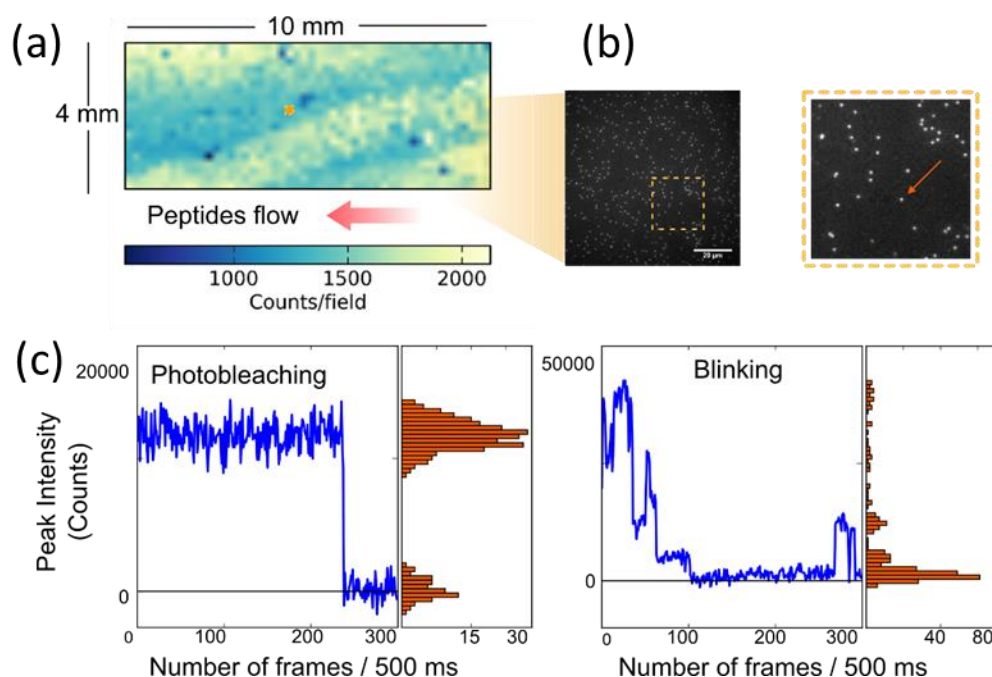 (a)
10 mm
(b)
4 mm
Peptides flow
1000 1500 2000
Counts/field
20 µm
(c)
20000
Photobleaching
0
Peak Intensity
(Counts)
0 100 200 300
15 30
Number of frames / 500 ms
50000
Blinking
0
0 100 200 300
40 80
Number of frames / 500 ms